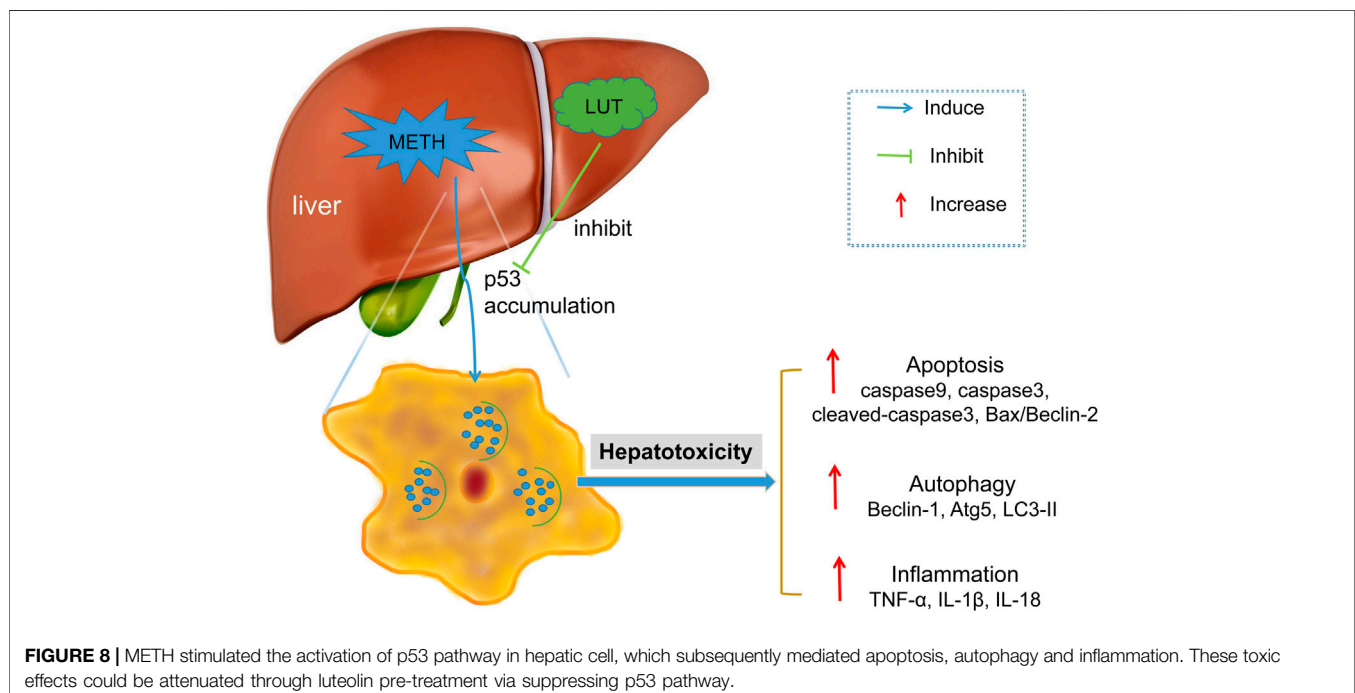 METH
LUT
liver
inhibit
p53
accumulation
Induce
Inhibit
Increase
Hepatotoxicity
Apoptosis
caspase9, caspase3,
cleaved-caspase3, Bax/Beclin-2
Autophagy
Beclin-1, Atg5, LC3-II
Inflammation
TNF-α, IL-1β, IL-18
FIGURE 8 | METH stimulated the activation of p53 pathway in hepatic cell, which subsequently mediated apoptosis, autophagy and inflammation. These toxic
effects could be attenuated through luteolin pre-treatment via suppressing p53 pathway.